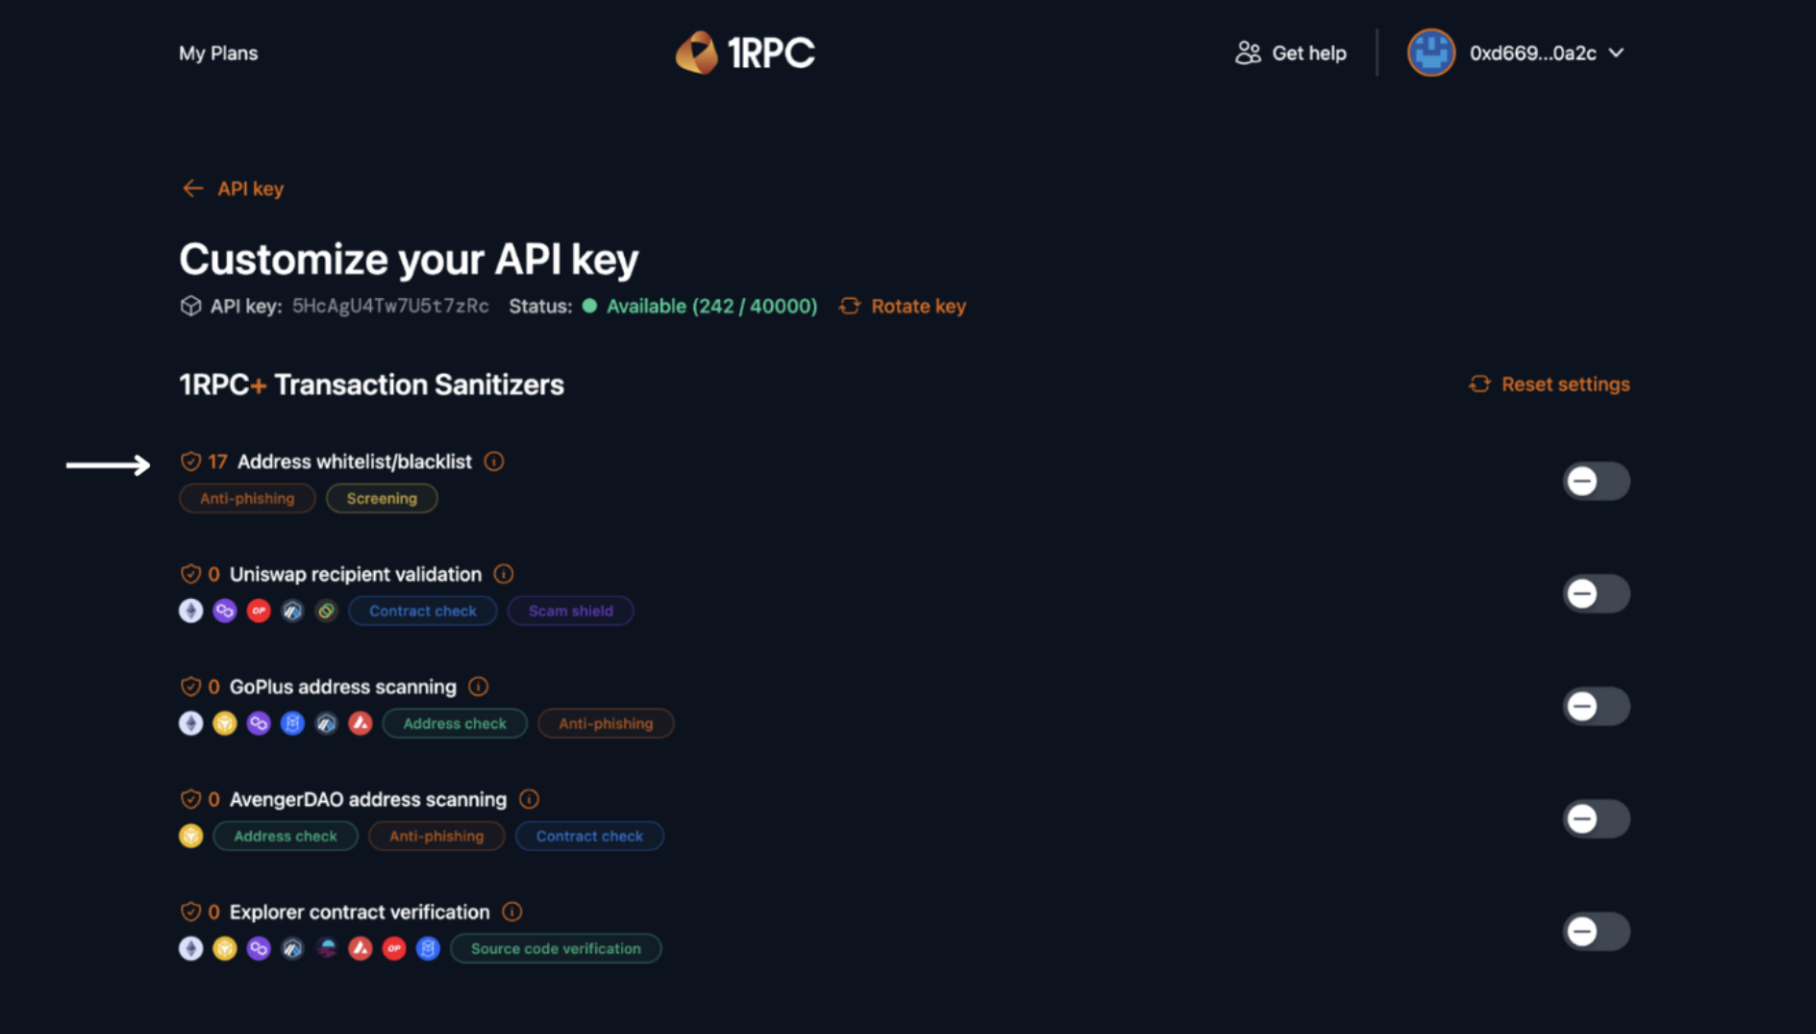 My Plans
1RPC
Get help
0xd669...0a2c
API key
Customize your API key
API key: 5HcAgU4Tw7U5t7zRc Status: Available (242 / 40000) Rotate key
1RPC+ Transaction Sanitizers
Reset settings
17 Address whitelist/blacklist
Anti-phishing Screening
0 Uniswap recipient validation
OP Contract check Scam shield
0 GoPlus address scanning
Address check Anti-phishing
0 AvengerDAO address scanning
Address check Anti-phishing Contract check
0 Explorer contract verification
OP Source code verification